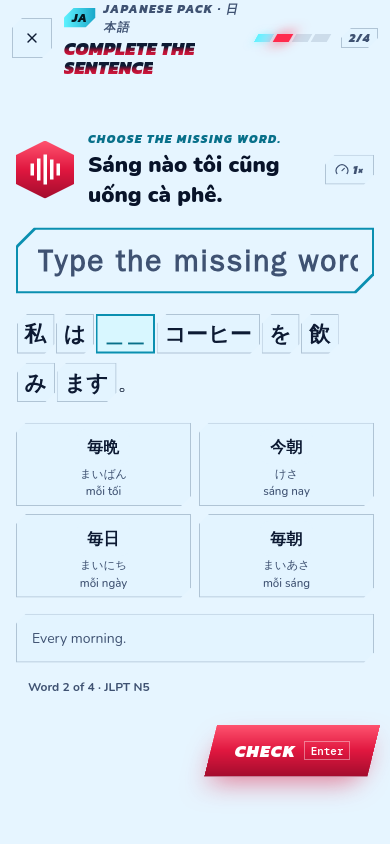 JA
JAPANESE PACK · 日
本語
COMPLETE THE
SENTENCE
2/4
CHOOSE THE MISSING WORD.
Sáng nào tôi cũng
uống cà phê.
1×
Type the missing word
私 は __ コーヒー を 飲
み ます 。
毎晩
まいばん
mỗi tối
今朝
けさ
sáng nay
毎日
まいにち
mỗi ngày
毎朝
まいあさ
mỗi sáng
Every morning.
Word 2 of 4 · JLPT N5
CHECK Enter